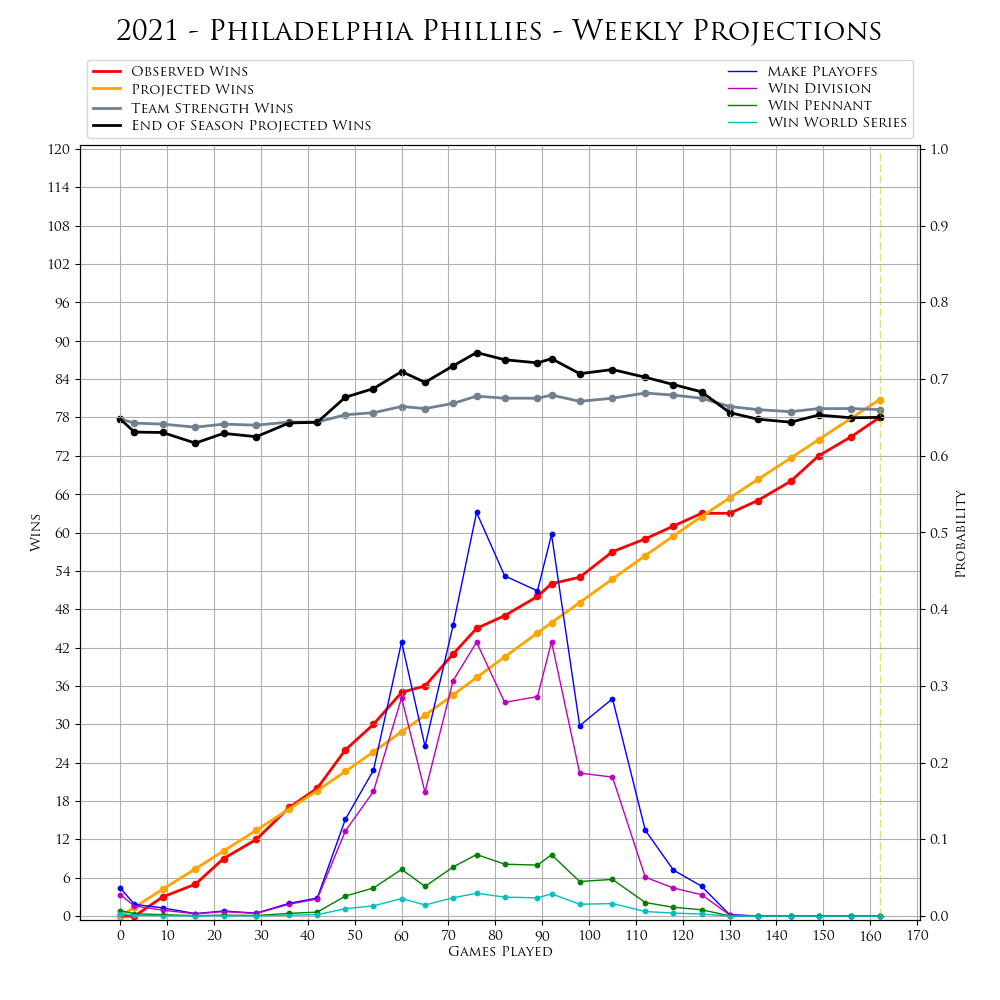 2021 - Philadelphia Phillies - Weekly Projections
Observed Wins
Projected Wins
Team Strength Wins
End of Season Projected Wins
Make Playoffs
Win Division
Win Pennant
Win World Series
120
114
108
102
96
90
84
78
72
66
60
54
48
42
36
30
24
18
12
6
0
Wins
1.0
0.9
0.8
0.7
0.6
0.5
0.4
0.3
0.2
0.1
0.0
Probability
0 10 20 30 40 50 60 70 80 90 100 110 120 130 140 150 160 170
Games Played